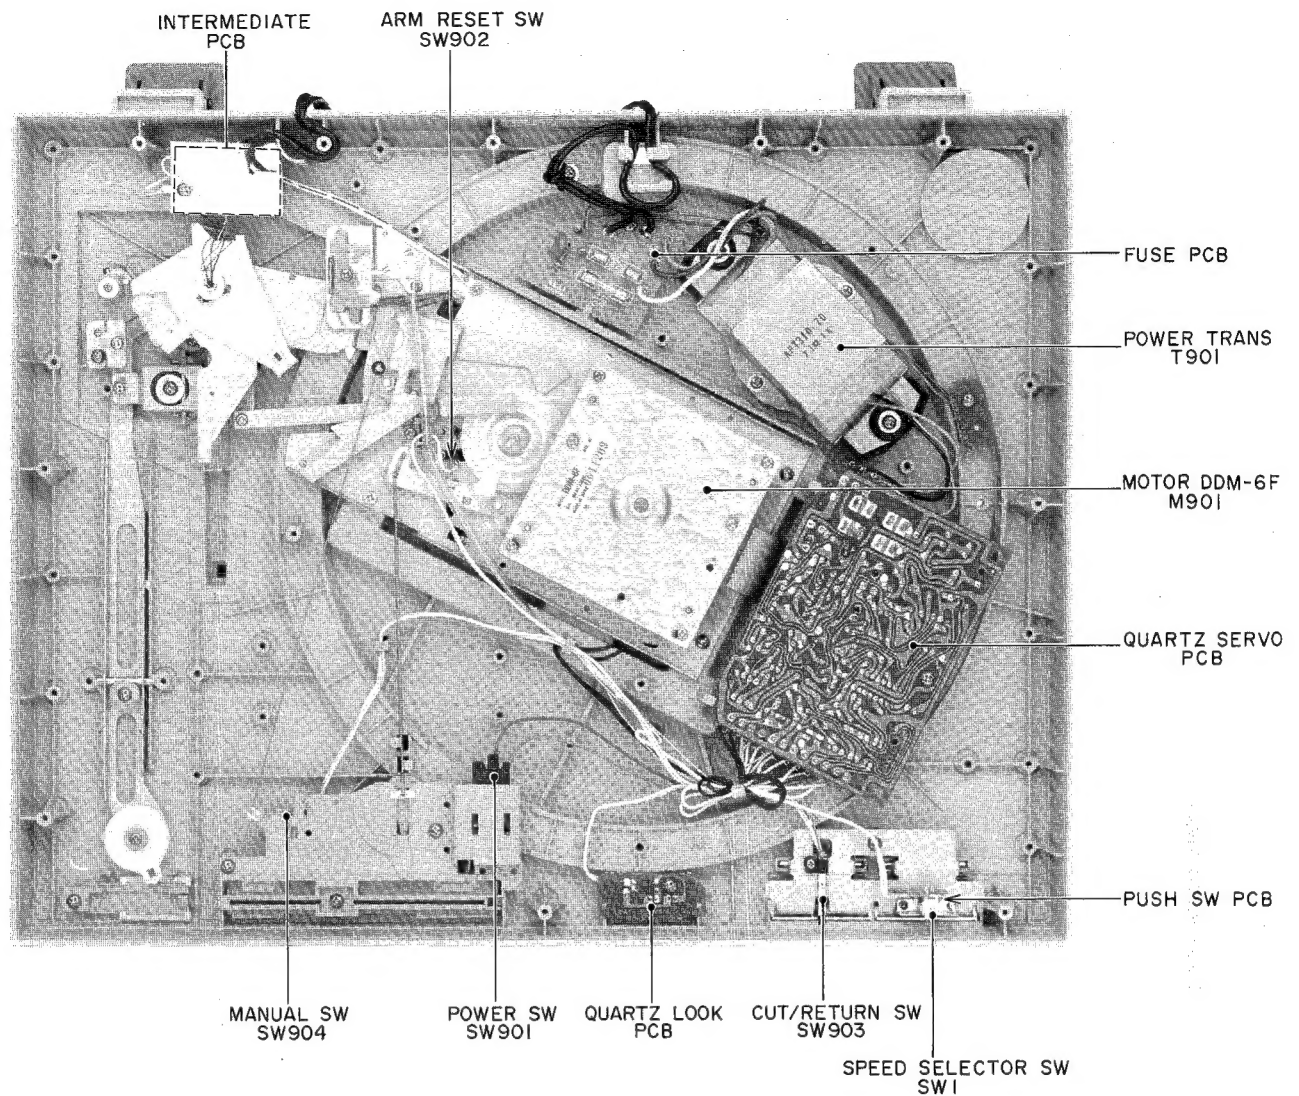 INTERMEDIATE
PCB
ARM RESET SW
SW902
FUSE PCB
POWER TRANS
T901
MOTOR DDM-6F
M901
QUARTZ SERVO
PCB
PUSH SW PCB
MANUAL SW
SW904
POWER SW
SW901
QUARTZ LOOK
PCB
CUT/RETURN SW
SW903
SPEED SELECTOR SW
SW1